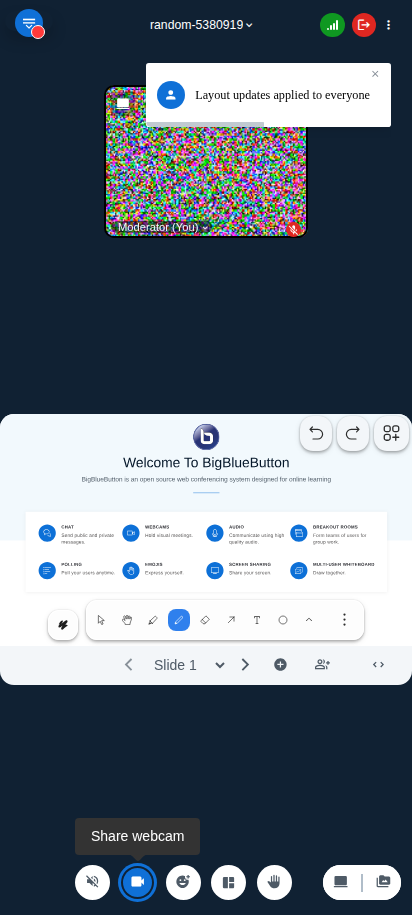 random-5380919
Layout updates applied to everyone
Moderator (You)
Welcome To BigBlueButton
BigBlueButton is an open source web conferencing system designed for online learning
CHAT
Send public and private
messages.
WEBCAMS
Hold visual meetings.
AUDIO
Communicate using high
quality audio.
BREAKOUT ROOMS
Form teams of users for
group work.
POLLING
Poll your users anytime.
EMOJIS
Express yourself.
SCREEN SHARING
Share your screen.
MULTI-USER WHITEBOARD
Draw together.
Slide 1
Share webcam